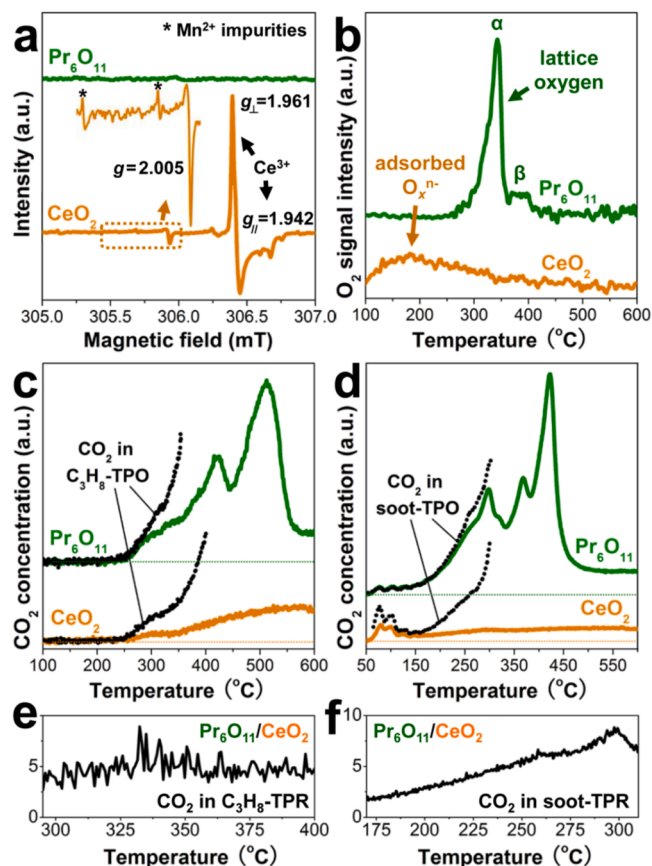 a
* Mn²⁺ impurities
Pr₆O₁₁
*
*
g⊥=1.961
g=2.005
Ce³⁺
g//=1.942
CeO₂
Intensity (a.u.)
305.0 305.5 306.0 306.5 307.0
Magnetic field (mT)
b
α
lattice
oxygen
adsorbed
Oₓⁿ⁻
β
Pr₆O₁₁
CeO₂
O₂ signal intensity (a.u.)
100 200 300 400 500 600
Temperature (°C)
c
CO₂ in
C₃H₈-TPO
Pr₆O₁₁
CeO₂
CO₂ concentration (a.u.)
100 200 300 400 500 600
Temperature (°C)
d
CO₂ in
soot-TPO
Pr₆O₁₁
CeO₂
CO₂ concentration (a.u.)
50 150 250 350 450 550
Temperature (°C)
e
10
5
0
Pr₆O₁₁/CeO₂
CO₂ in C₃H₈-TPR
300 325 350 375 400
Temperature (°C)
f
10
5
0
Pr₆O₁₁/CeO₂
CO₂ in soot-TPR
175 200 225 250 275 300
Temperature (°C)